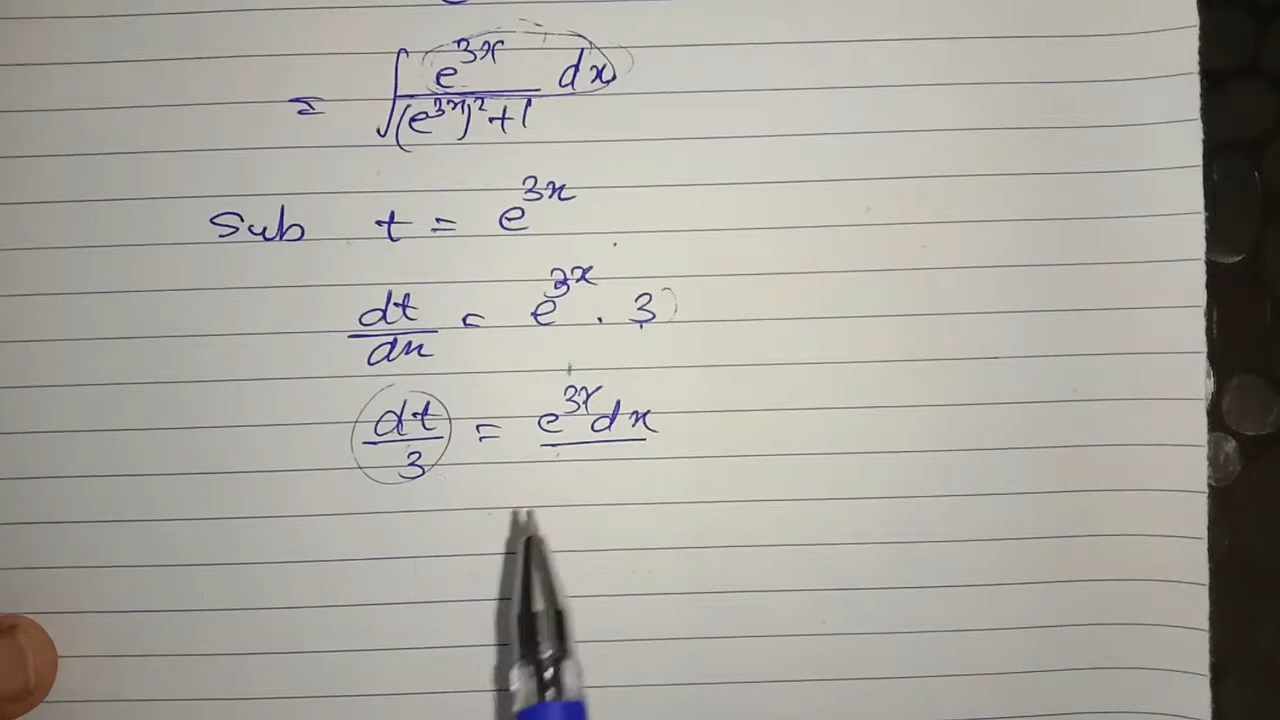 = ∫ e^{3x} / ((e^{3x})^2 + 1) dx
Sub t = e^{3x}
dt/dx = e^{3x} . 3
dt/3 = e^{3x} dx